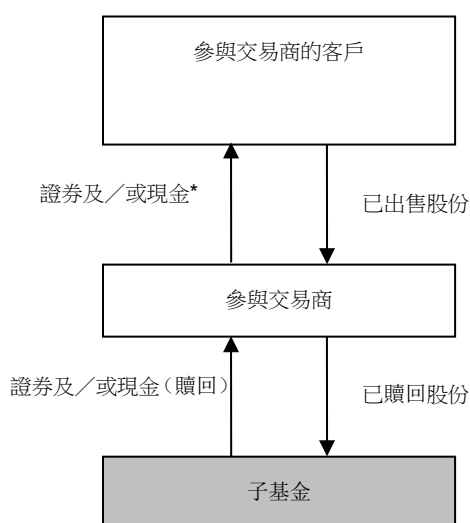 參與交易商的客戶
證券及／或現金*
已出售股份
參與交易商
證券及／或現金（贖回）
已贖回股份
子基金